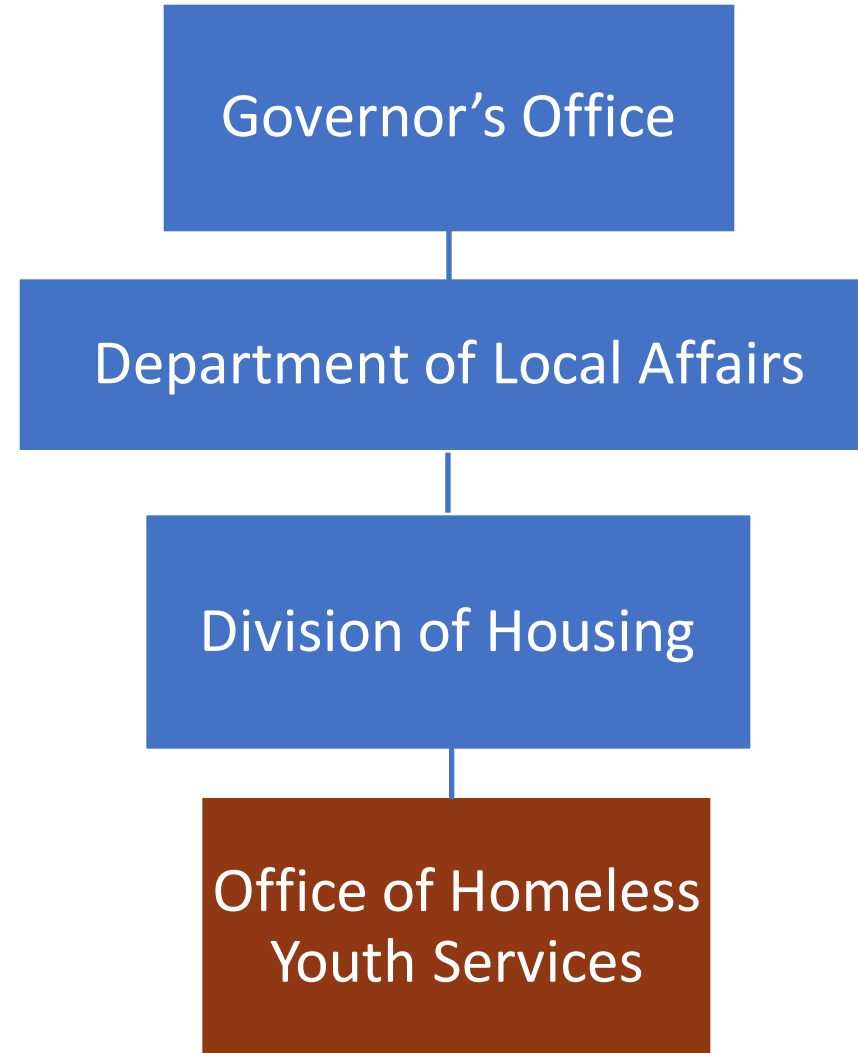 Governor’s Office
Department of Local Affairs
Division of Housing
Office of Homeless
Youth Services